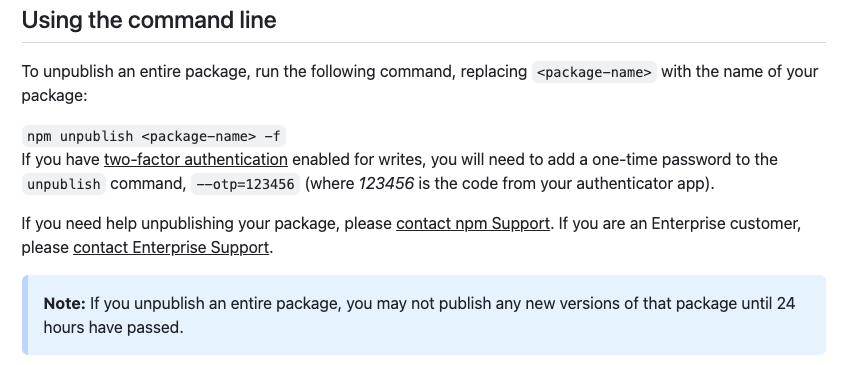 Using the command line
To unpublish an entire package, run the following command, replacing <package-name> with the name of your
package:
npm unpublish <package-name> -f
If you have two-factor authentication enabled for writes, you will need to add a one-time password to the
unpublish command, --otp=123456 (where 123456 is the code from your authenticator app).
If you need help unpublishing your package, please contact npm Support. If you are an Enterprise customer,
please contact Enterprise Support.
Note: If you unpublish an entire package, you may not publish any new versions of that package until 24
hours have passed.